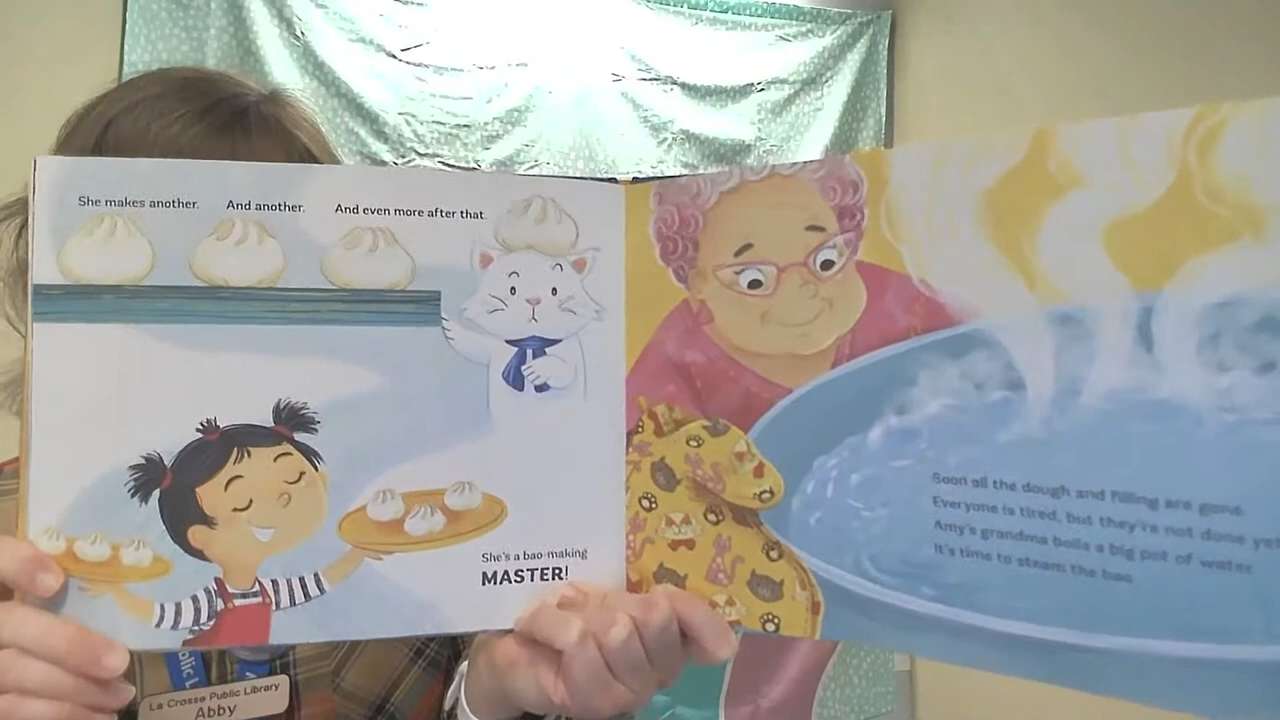 She makes another. And another. And even more after that.
She's a bao-making
MASTER!
Soon all the dough and filling are gone.
Everyone is tired, but they're not done yet
Amy's grandma boils a big pot of water
It's time to steam the bao.
La Crosse Public Library
Abby